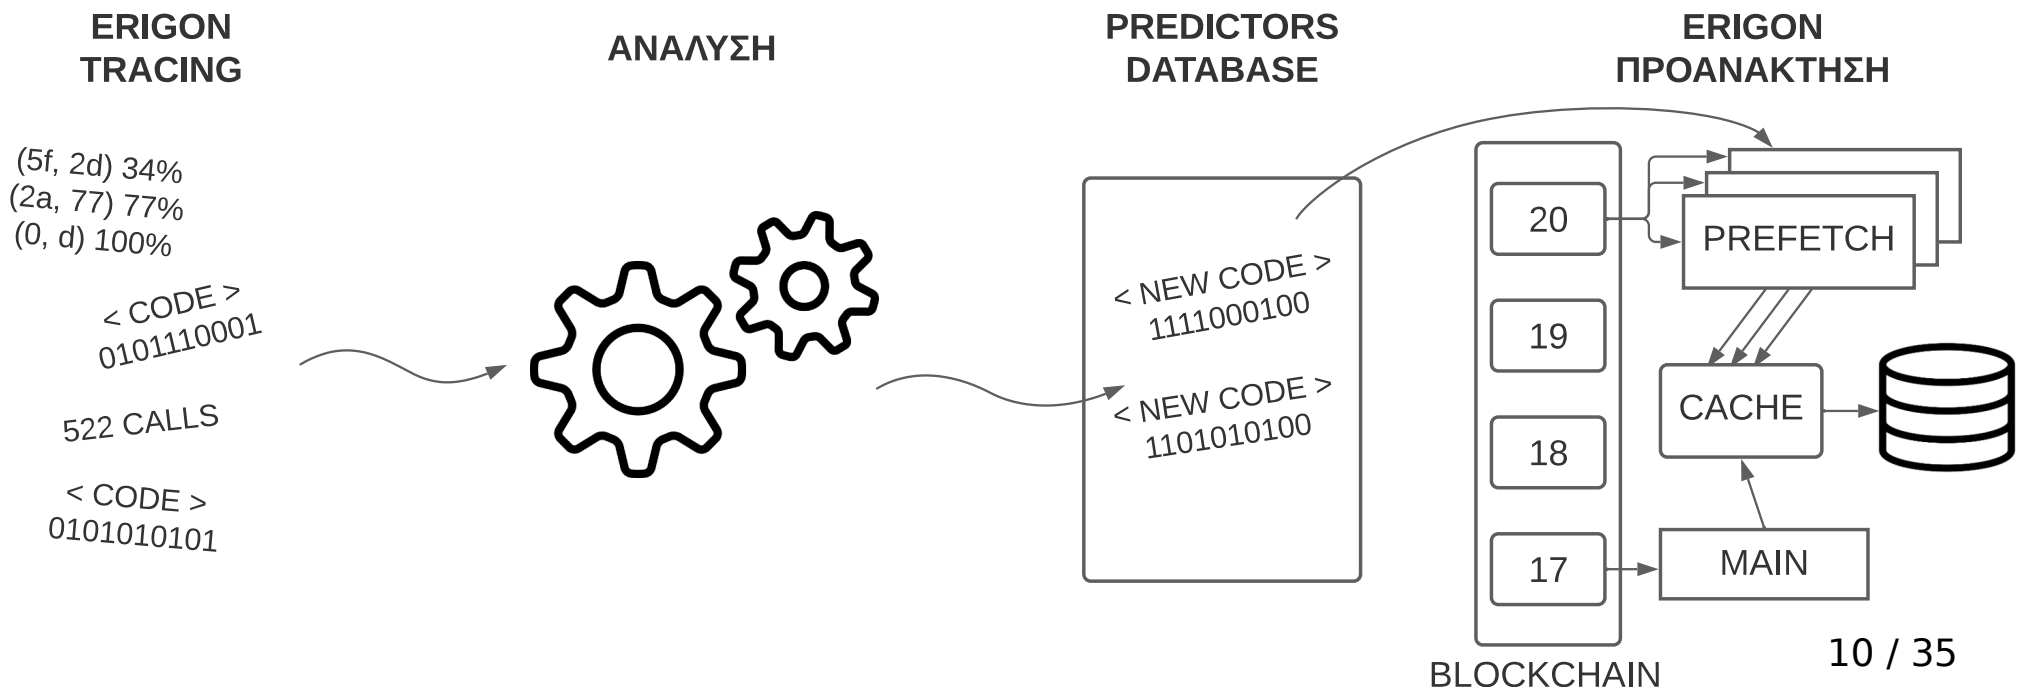 ERIGON
TRACING
(5f, 2d) 34%
(2a, 77) 77%
(0, d) 100%
< CODE >
0101110001
522 CALLS
< CODE >
0101010101
ΑΝΑΛΥΣΗ
PREDICTORS
DATABASE
< NEW CODE >
1111000100
< NEW CODE >
1101010100
ERIGON
ΠΡΟΑΝΑΚΤΗΣΗ
20
19
18
17
BLOCKCHAIN
PREFETCH
CACHE
MAIN
10 / 35